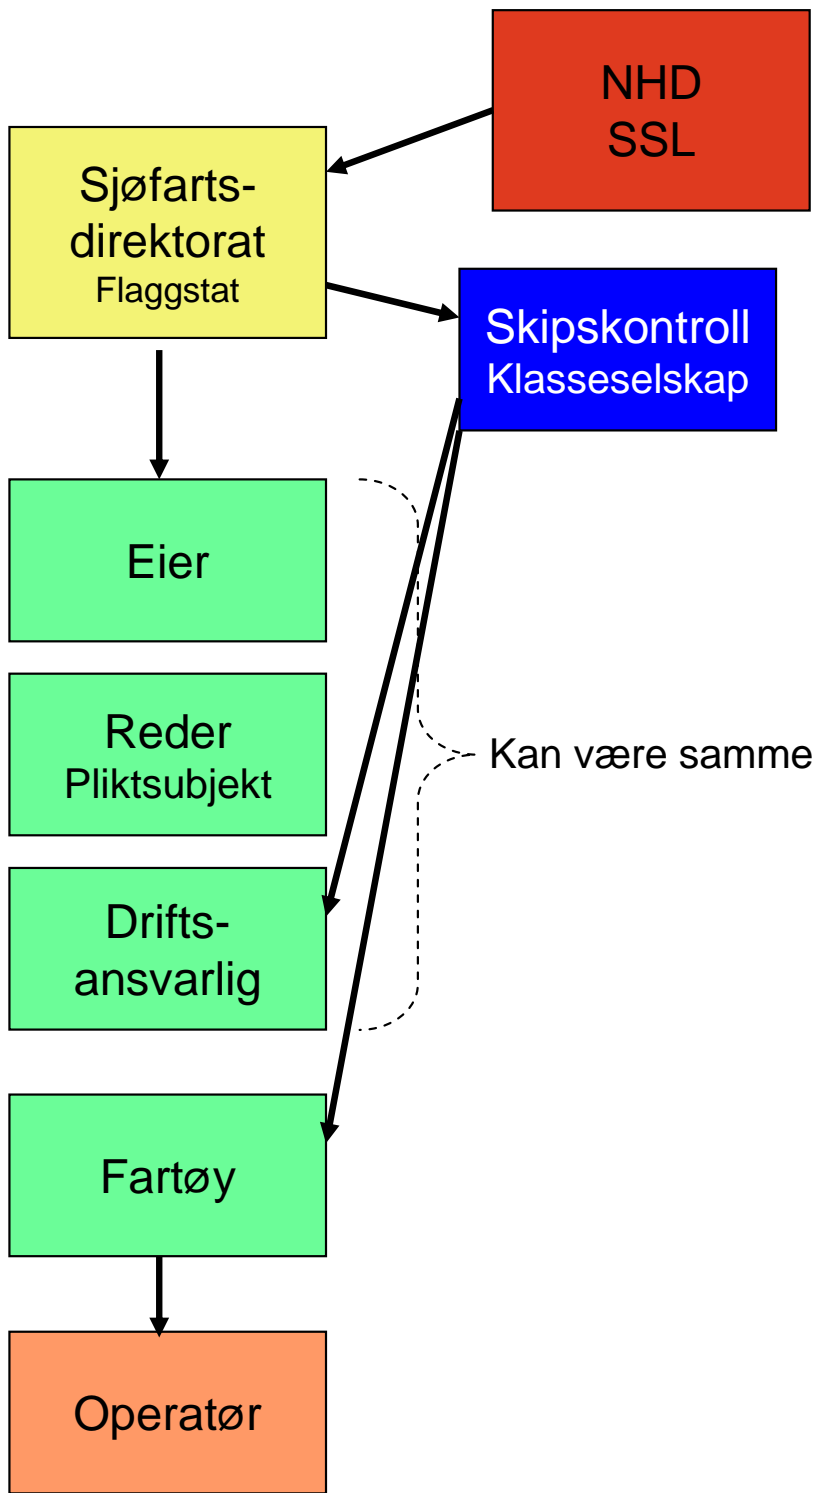 NHD
SSL
Sjøfarts-
direktorat
Flaggstat
Skipskontroll
Klasseselskap
Eier
Reder
Pliktsubjekt
Kan være samme
Drifts-
ansvarlig
Fartøy
Operatør